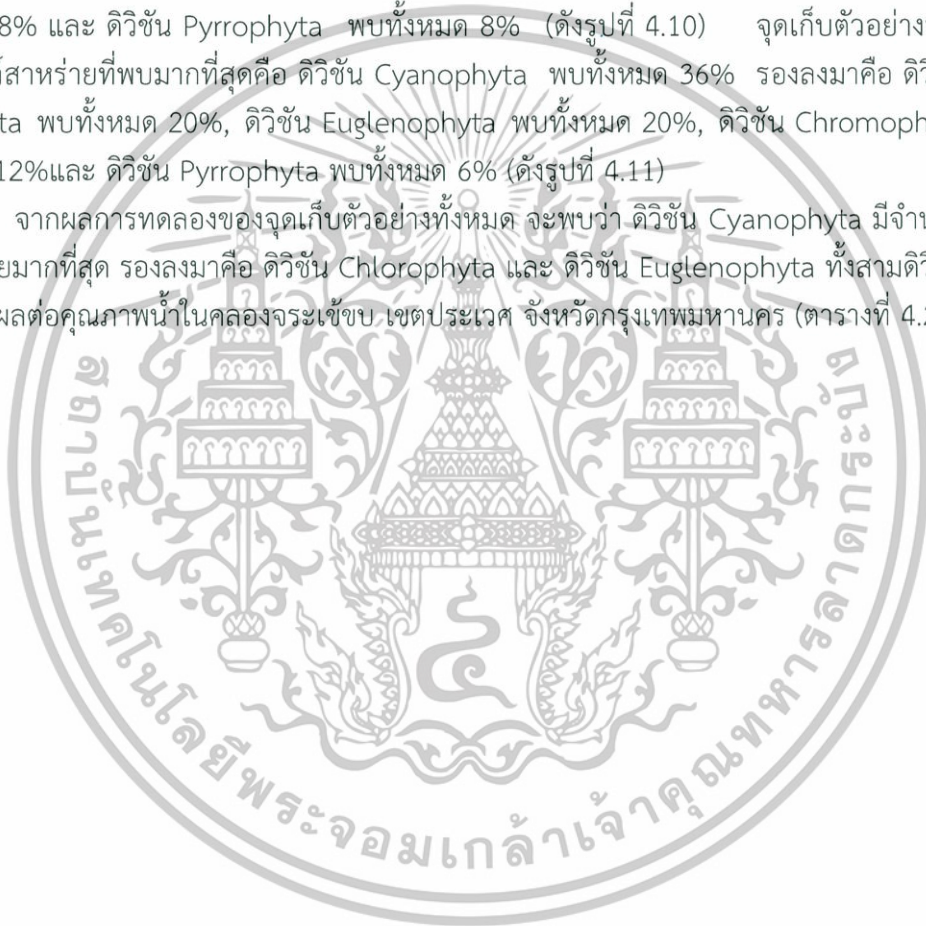 8% และ ดิวิชัน Pyrrophyta พบทั้งหมด 8% (ดังรูปที่ 4.10) จุดเก็บตัวอย่าง
สาหร่ายที่พบมากที่สุดคือ ดิวิชัน Cyanophyta พบทั้งหมด 36% รองลงมาคือ ดิวิ
ta พบทั้งหมด 20%, ดิวิชัน Euglenophyta พบทั้งหมด 20%, ดิวิชัน Chromoph
12%และ ดิวิชัน Pyrrophyta พบทั้งหมด 6% (ดังรูปที่ 4.11)
จากผลการทดลองของจุดเก็บตัวอย่างทั้งหมด จะพบว่า ดิวิชัน Cyanophyta มีจำน
ยมากที่สุด รองลงมาคือ ดิวิชัน Chlorophyta และ ดิวิชัน Euglenophyta ทั้งสามดิวิ
ผลต่อคุณภาพน้ำในคลองจระเข้ขบ เขตประเวศ จังหวัดกรุงเทพมหานคร (ตารางที่ 4.
สถาบันเทคโนโลยีพระจอมเกล้าเจ้าคุณทหารลาดกระบัง
๔